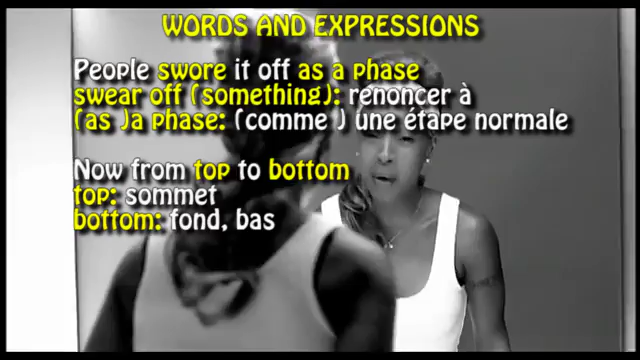 WORDS AND EXPRESSIONS
People swore it off as a phase
swear off (something): renoncer à
(as )a phase: (comme ) une étape normale
Now from top to bottom
top: sommet
bottom: fond, bas